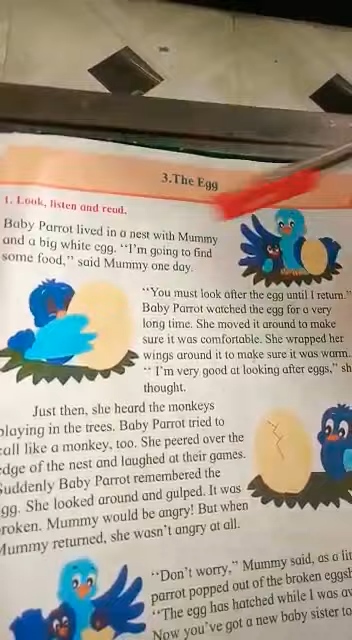 3.The Egg
1. Look, listen and read.
Baby Parrot lived in a nest with Mummy
and a big white egg. “I'm going to find
some food,” said Mummy one day.
“You must look after the egg until I return.”
Baby Parrot watched the egg for a very
long time. She moved it around to make
sure it was comfortable. She wrapped her
wings around it to make sure it was warm.
“ I'm very good at looking after eggs,” sh
thought.
Just then, she heard the monkeys
playing in the trees. Baby Parrot tried to
call like a monkey, too. She peered over the
edge of the nest and laughed at their games.
Suddenly Baby Parrot remembered the
egg. She looked around and gulped. It was
broken. Mummy would be angry! But when
Mummy returned, she wasn't angry at all.
“Don't worry,” Mummy said, as a lit
parrot popped out of the broken eggsh
“The egg has hatched while I was aw
Now you've got a new baby sister to